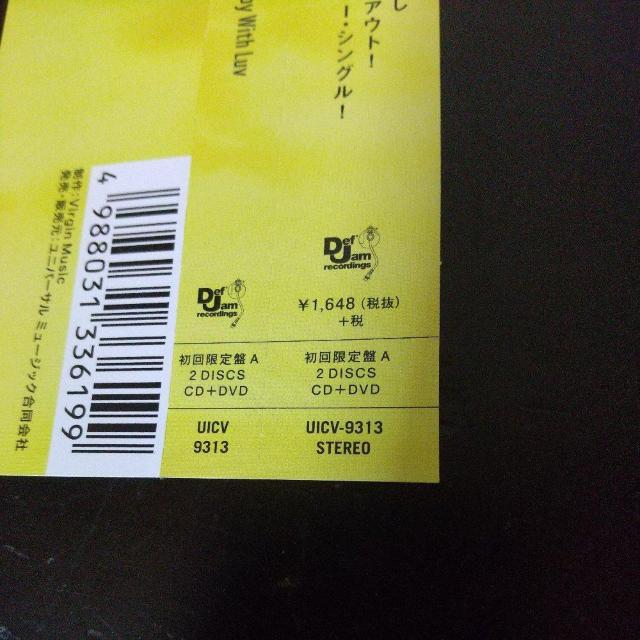 し
アウト!
ー・シングル!
With Luv
Def
Jam
recordings
¥1,648(税抜)
+税
初回限定盤A
2 DISCS
CD+DVD
UICV-9313
STEREO
Def
Jam
recordings
初回限定盤A
2 DISCS
CD+DVD
UICV
9313
4 988031 336199
制作:Virgin Music
発売・販売元:ユニバーサル ミュージック合同会社